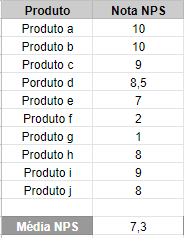 Produto Nota NPS
Produto a 10
Produto b 10
Produto c 9
Porduto d 8,5
Produto e 7
Produto f 2
Produto g 1
Produto h 8
Produto i 9
Produto j 8
Média NPS 7,3